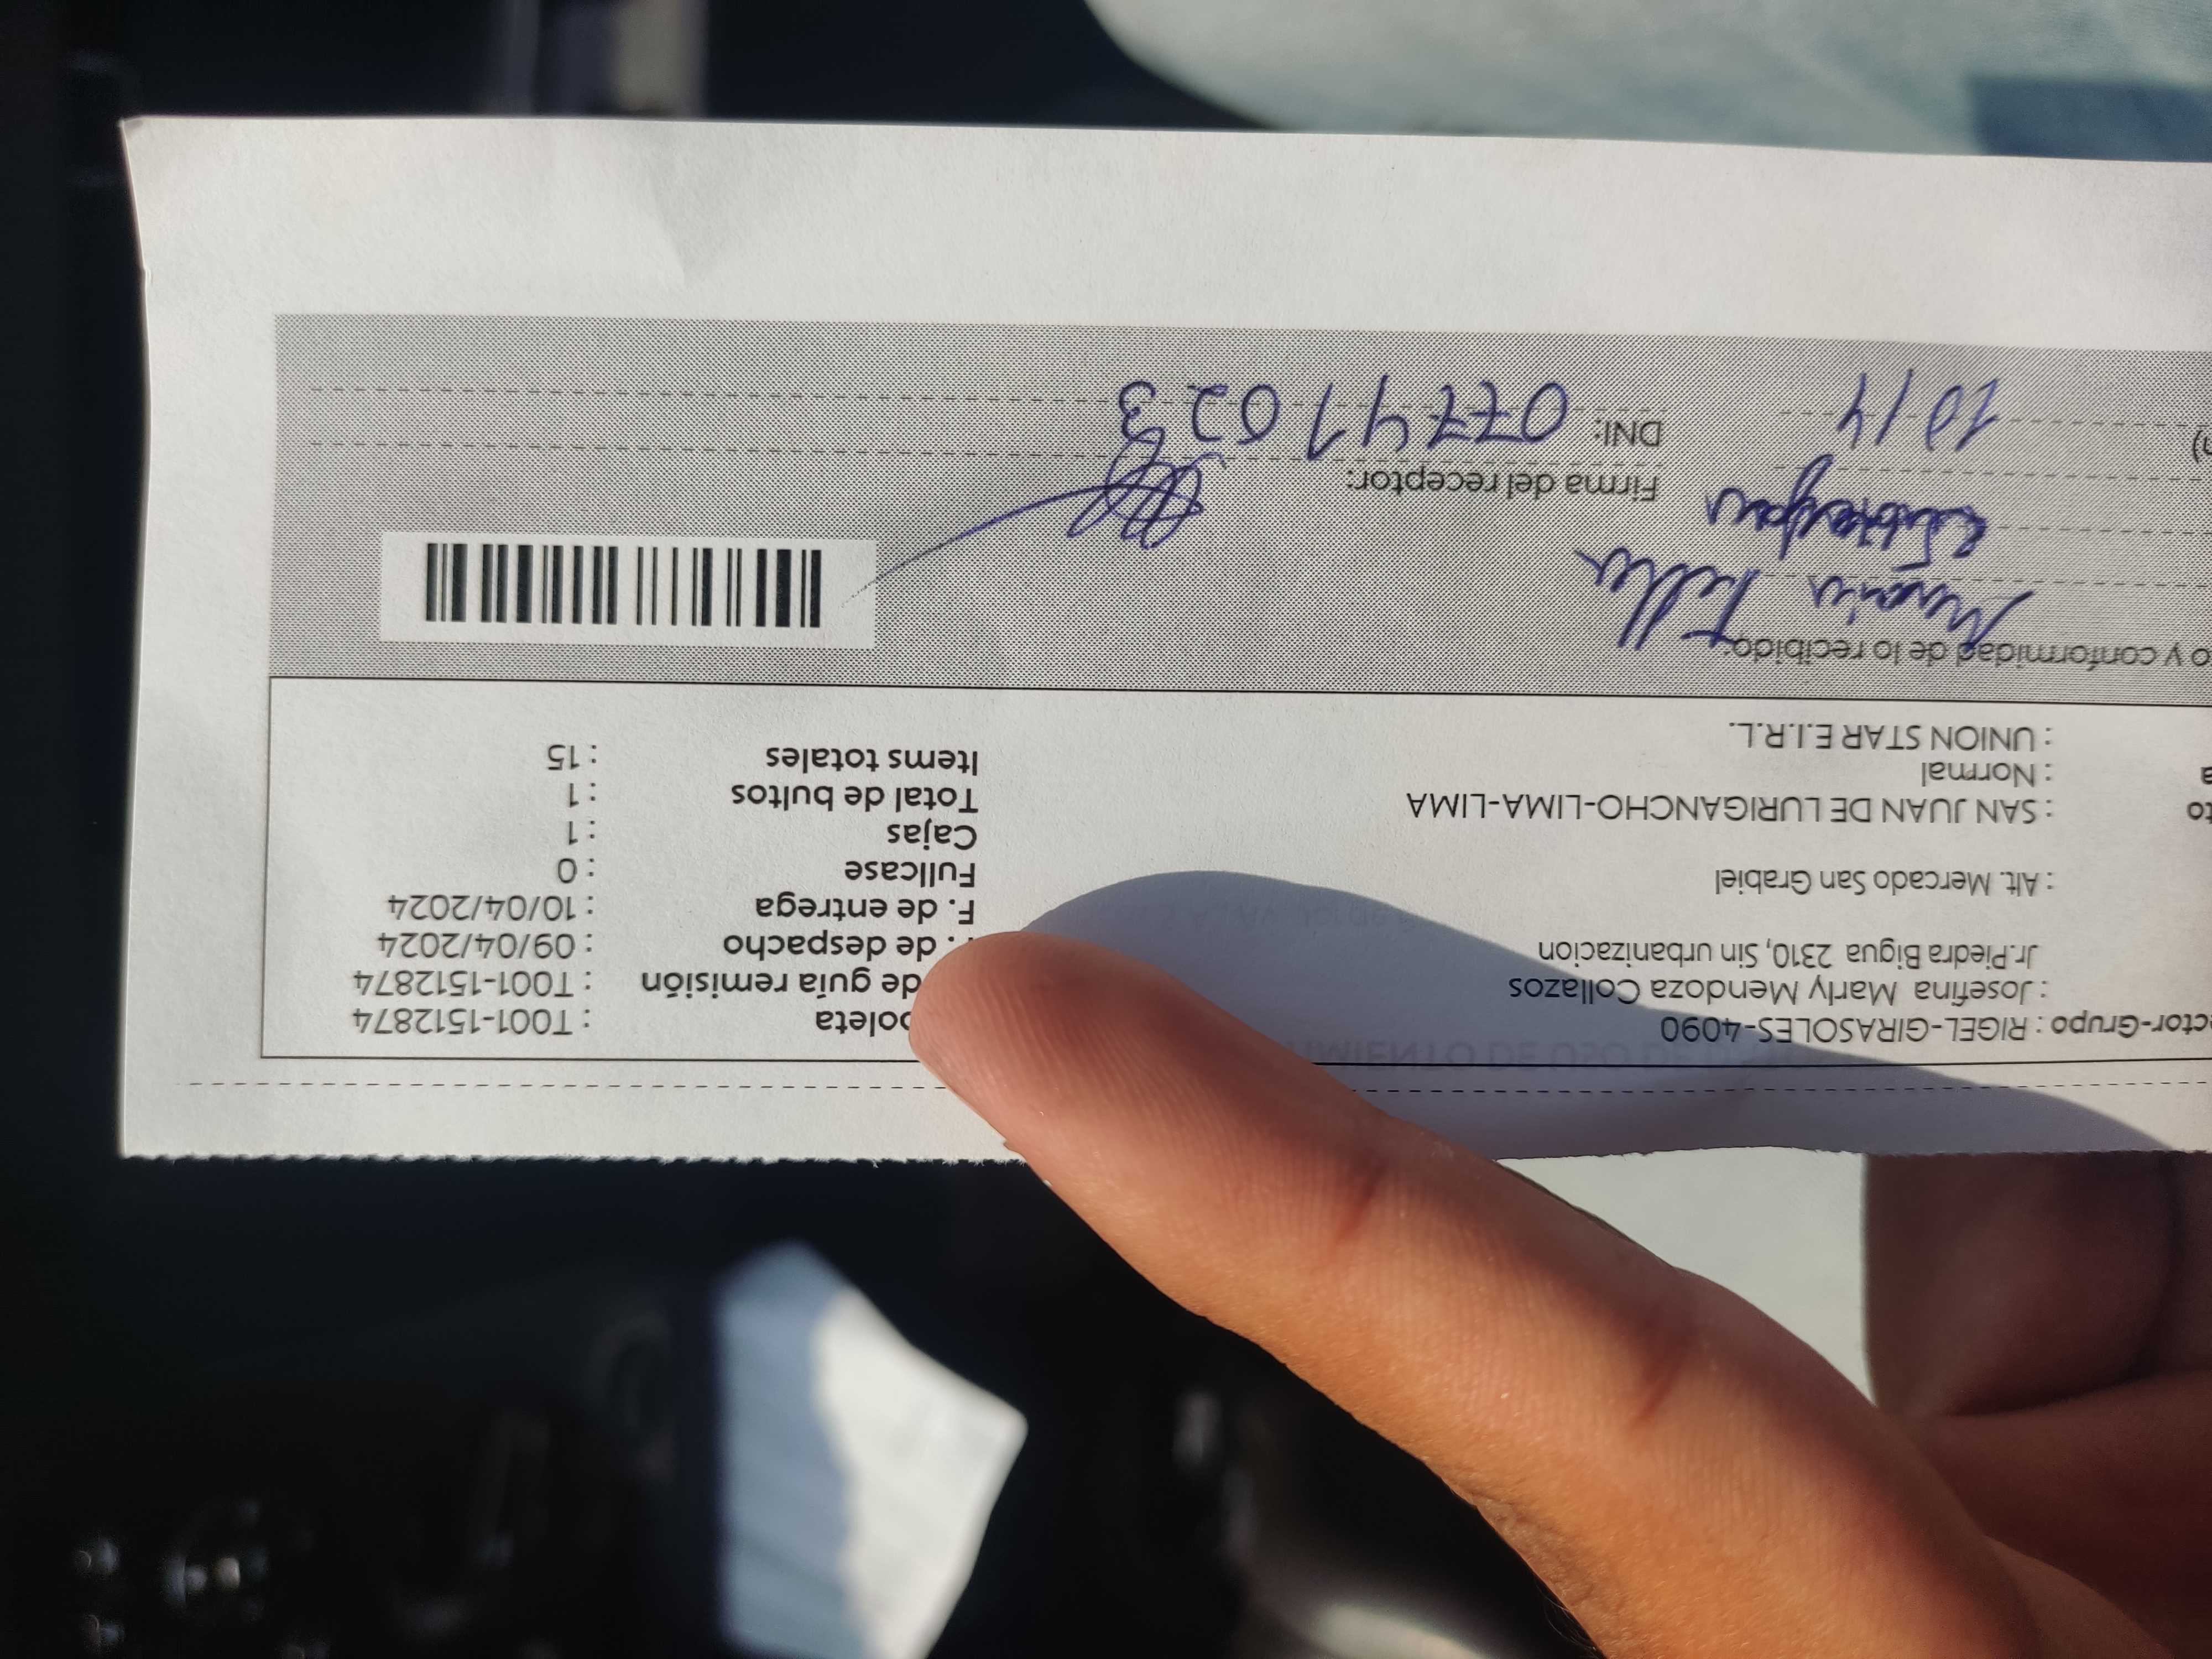 ector-Grupo : RIGEL-GIRASOLES-4090
: Josefina Marly Mendoza Collazos
Jr.Piedra Bigua 2310, Sin urbanizacion
: Alt. Mercado San Grabiel
to : SAN JUAN DE LURIGANCHO-LIMA-LIMA
a : Normal
: UNION STAR E.I.R.L.
oleta : T001-1512874
de guía remisión : T001-1512874
. de despacho : 09/04/2024
F. de entrega : 10/04/2024
Fullcase : 0
Cajas : 1
Total de bultos : 1
Items totales : 15
o y conformidad de lo recibido:
Firma del receptor:
10/4
DNI: 07741023